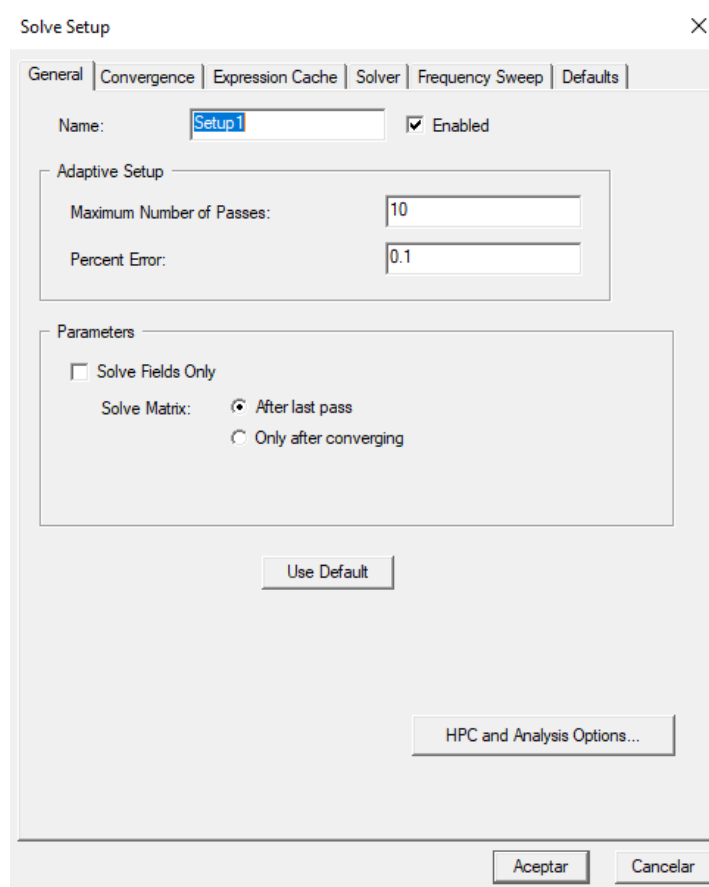 Solve Setup
General Convergence Expression Cache Solver Frequency Sweep Defaults
Name: Setup1 Enabled
Adaptive Setup
Maximum Number of Passes: 10
Percent Error: 0.1
Parameters
Solve Fields Only
Solve Matrix: After last pass
Only after converging
Use Default
HPC and Analysis Options...
Aceptar Cancelar